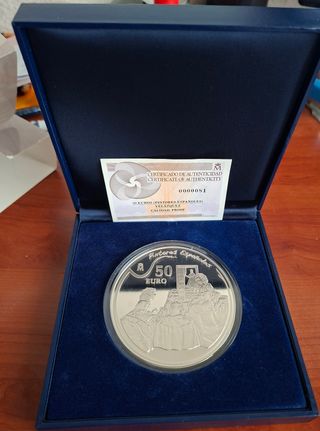 CERTIFICADO DE AUTENTICIDAD
CERTIFICATE OF AUTHENTICITY
0000081
50 EUROS (PINTORES ESPAÑOLES)
VELÁZQUEZ
CALIDAD: PROOF
Pintores Españoles
50
EURO